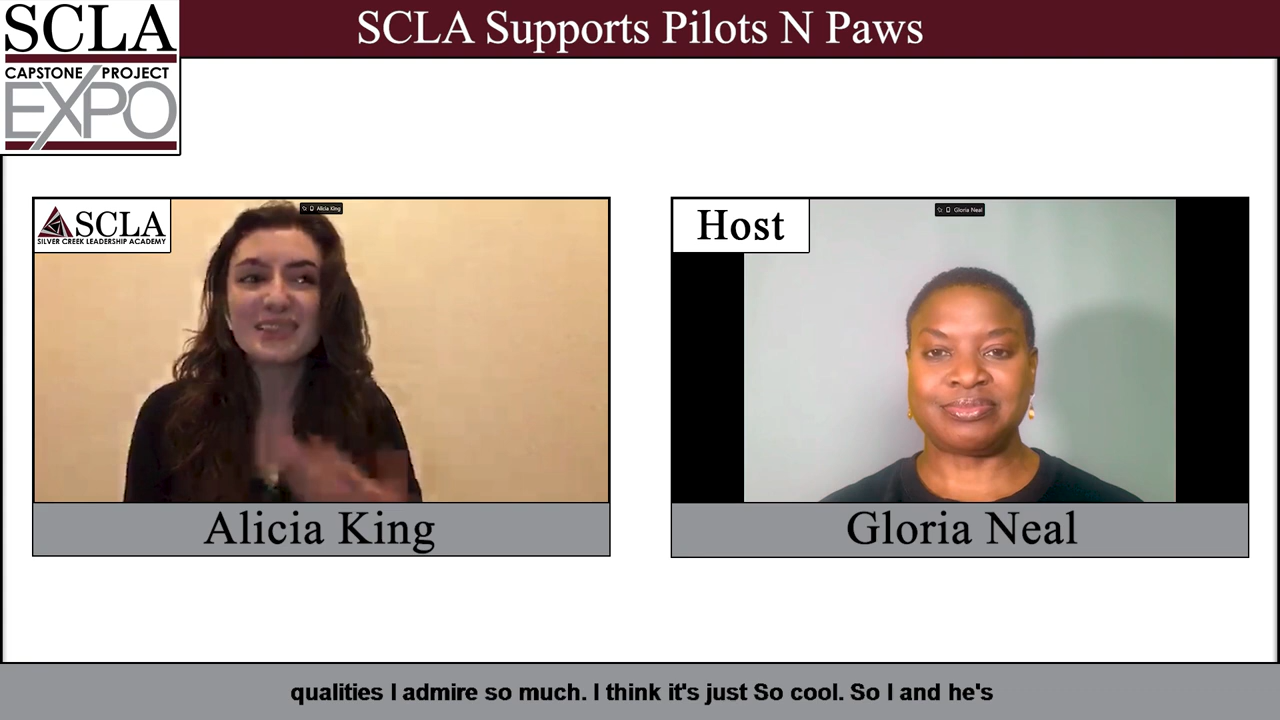 SCLA
CAPSTONE PROJECT
EXPO
SCLA Supports Pilots N Paws
SCLA
SILVER CREEK LEADERSHIP ACADEMY
Alicia King
Host
Gloria Neal
Alicia King
Gloria Neal
qualities I admire so much. I think it's just So cool. So I and he's